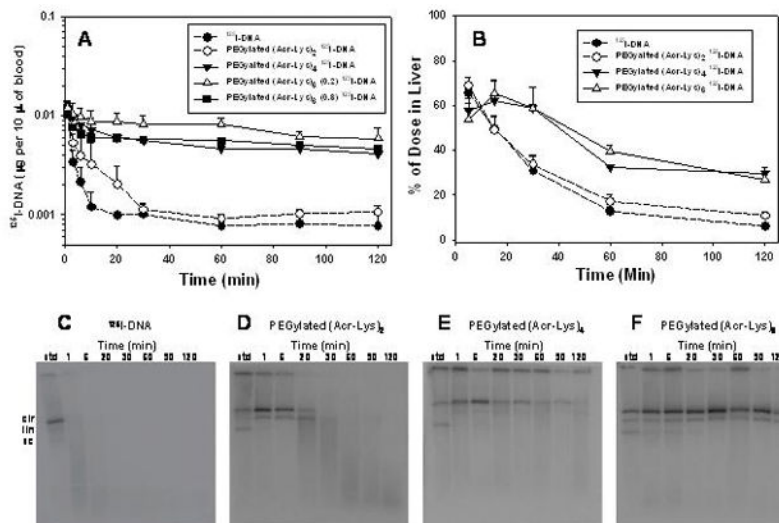 A
0.1
0.01
0.001
¹²⁵I-DNA (µg per 10 µl of blood)
0 20 40 60 80 100 120
Time (min)
¹²⁵I-DNA
PEGylated (Acr-Lys)₂ ¹²⁵I-DNA
PEGylated (Acr-Lys)₄ ¹²⁵I-DNA
PEGylated (Acr-Lys)₆ (0.2) ¹²⁵I-DNA
PEGylated (Acr-Lys)₆ (0.8) ¹²⁵I-DNA
B
100
80
60
40
20
0
% of Dose in Liver
0 20 40 60 80 100 120
Time (Min)
¹²⁵I-DNA
PEGylated (Acr-Lys)₂ ¹²⁵I-DNA
PEGylated (Acr-Lys)₄ ¹²⁵I-DNA
PEGylated (Acr-Lys)₆ ¹²⁵I-DNA
C ¹²⁵I-DNA
Time (min)
std 1 6 20 30 60 90 120
cir
lin
sc
D PEGylated (Acr-Lys)₂
Time (min)
std 1 6 20 30 60 90 120
E PEGylated (Acr-Lys)₄
Time (min)
std 1 6 20 30 60 90 120
F PEGylated (Acr-Lys)₆
Time (min)
std 1 6 20 30 60 90 12